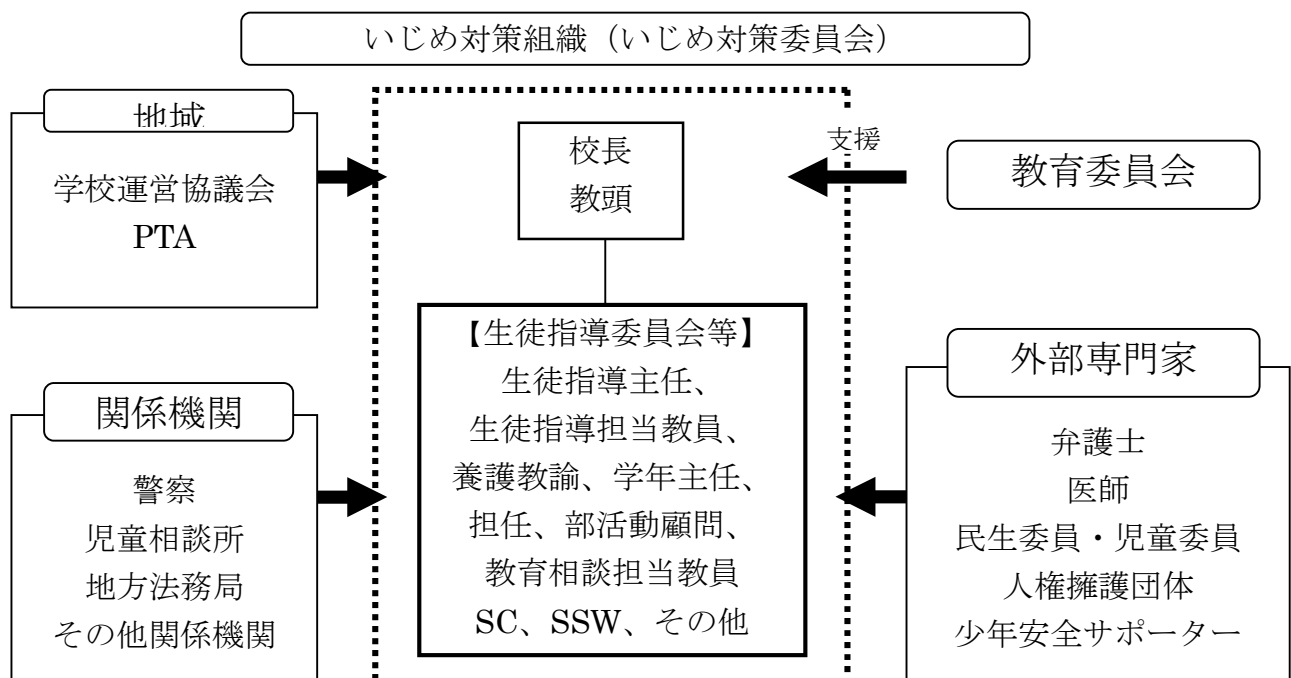 いじめ対策組織（いじめ対策委員会）
地域
学校運営協議会
PTA
関係機関
警察
児童相談所
地方法務局
その他関係機関
校長
教頭
【生徒指導委員会等】
生徒指導主任、
生徒指導担当教員、
養護教諭、学年主任、
担任、部活動顧問、
教育相談担当教員
SC、SSW、その他
支援
教育委員会
外部専門家
弁護士
医師
民生委員・児童委員
人権擁護団体
少年安全サポーター